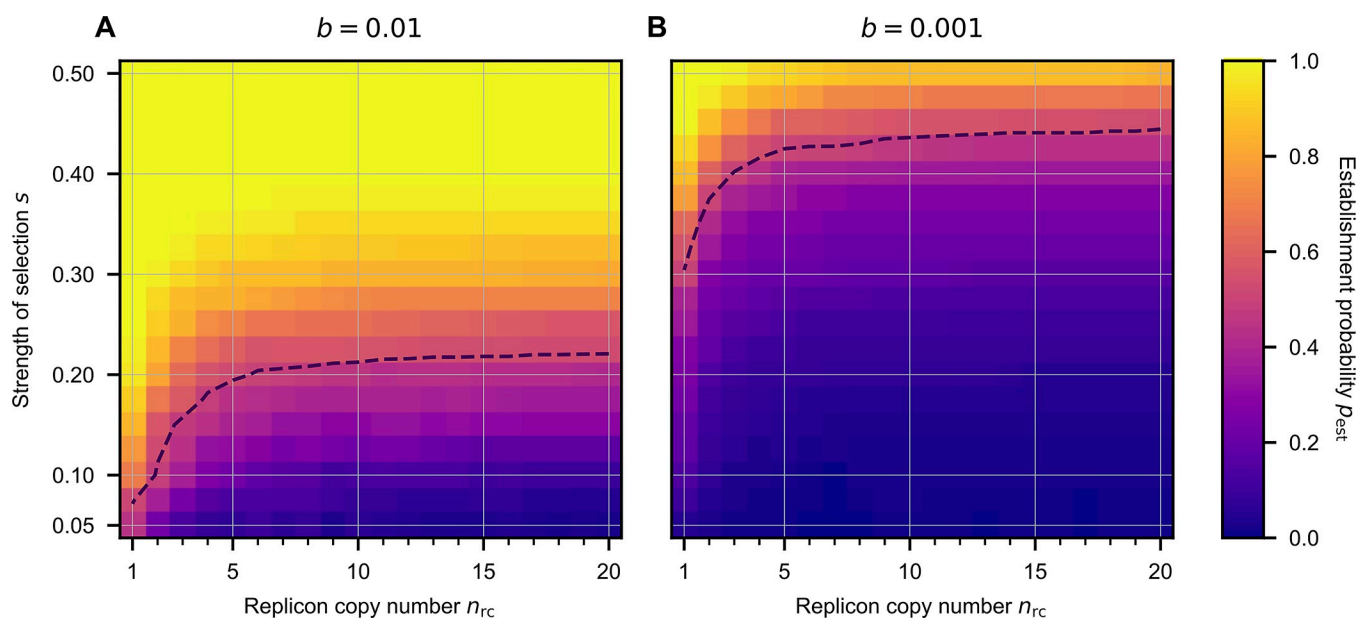 A
b = 0.01
B
b = 0.001
Strength of selection s
0.50
0.40
0.30
0.20
0.10
0.05
1 5 10 15 20
Replicon copy number n_rc
1 5 10 15 20
Replicon copy number n_rc
1.0
0.8
0.6
0.4
0.2
0.0
Establishment probability p_est